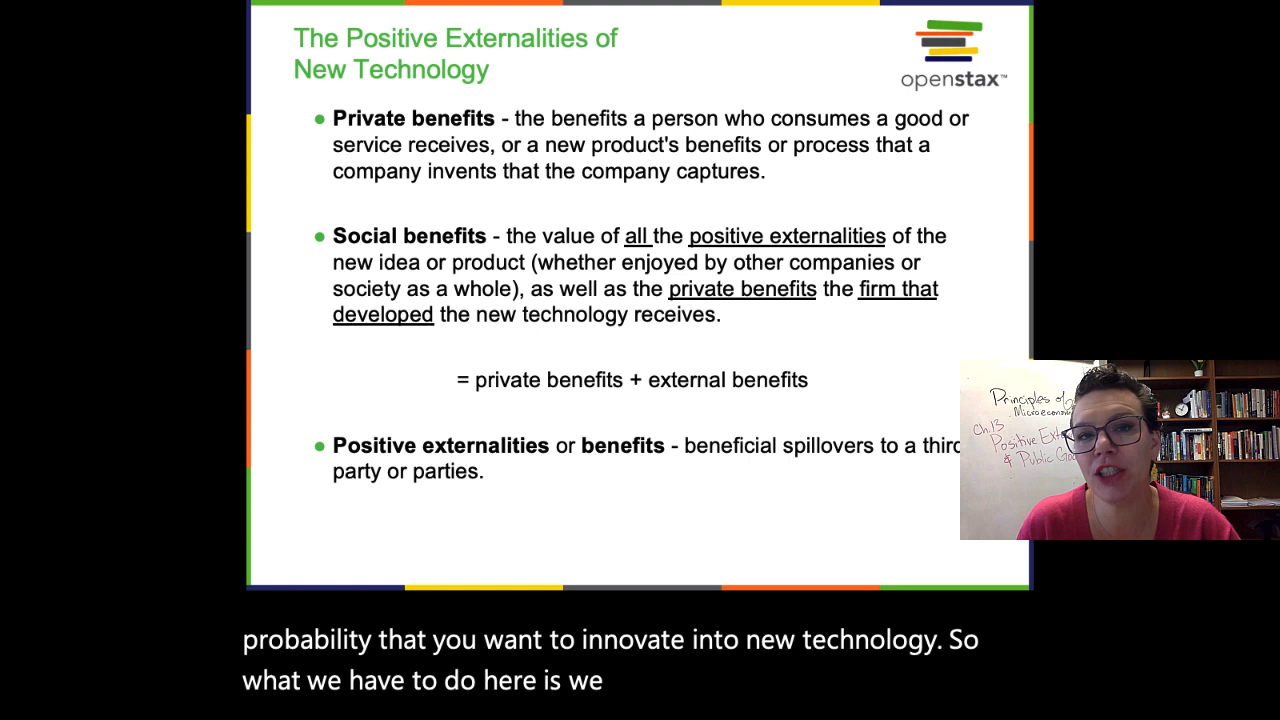 The Positive Externalities of
New Technology
openstax™
● Private benefits - the benefits a person who consumes a good or
service receives, or a new product's benefits or process that a
company invents that the company captures.
● Social benefits - the value of all the positive externalities of the
new idea or product (whether enjoyed by other companies or
society as a whole), as well as the private benefits the firm that
developed the new technology receives.
= private benefits + external benefits
● Positive externalities or benefits - beneficial spillovers to a third
party or parties.
Principles of
Microeconom
Ch.13
Positive Ext
& Public Goo
probability that you want to innovate into new technology. So
what we have to do here is we